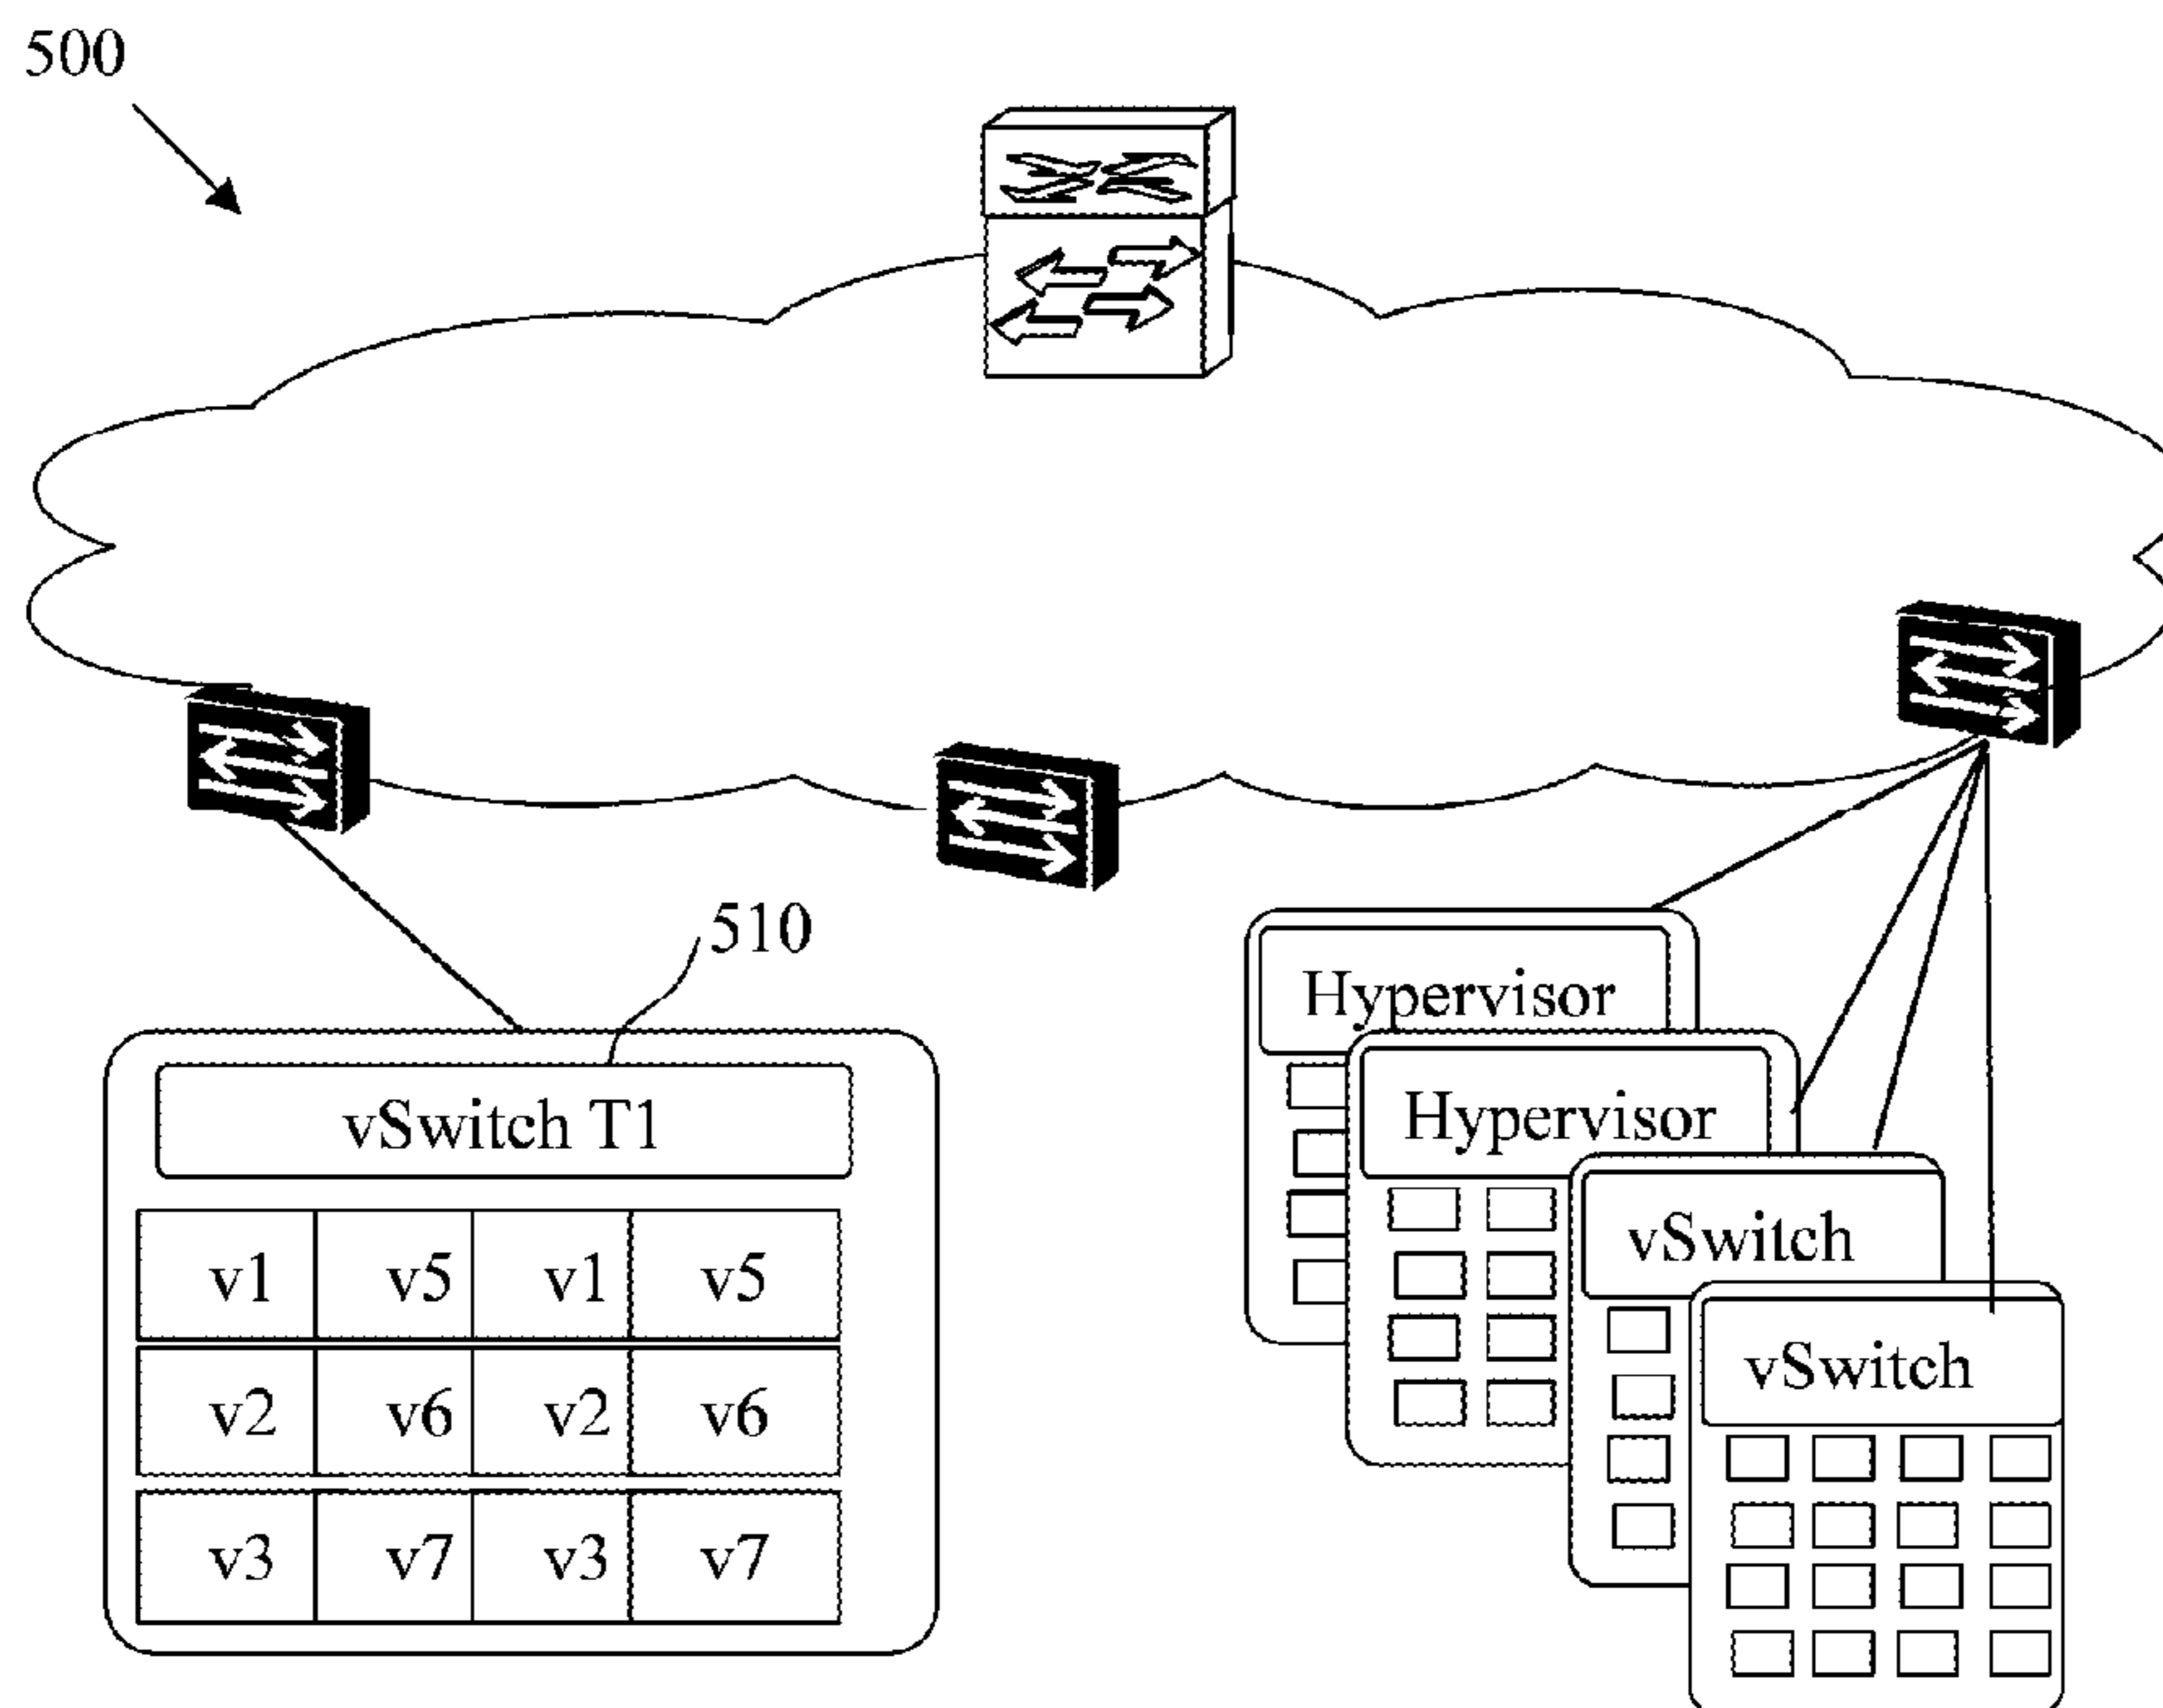 500
510
vSwitch T1
v1 v5 v1 v5
v2 v6 v2 v6
v3 v7 v3 v7
Hypervisor
Hypervisor
vSwitch
vSwitch